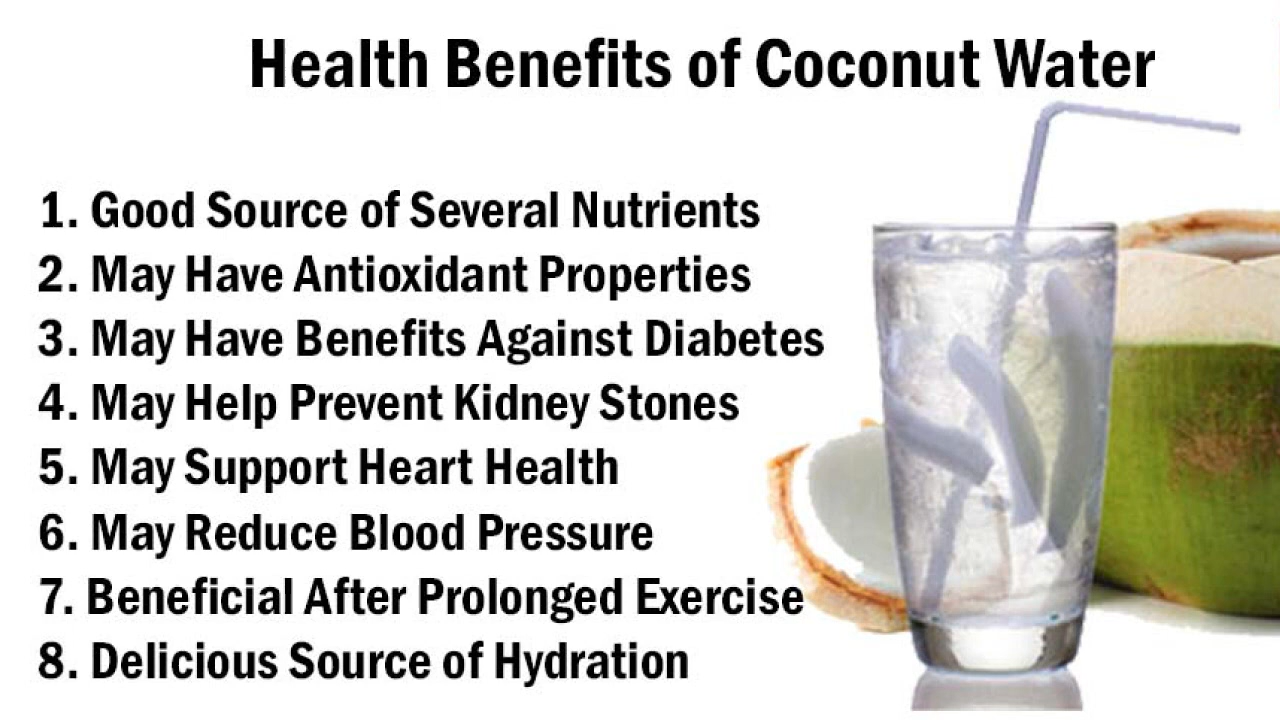 Health Benefits of Coconut Water
1. Good Source of Several Nutrients
2. May Have Antioxidant Properties
3. May Have Benefits Against Diabetes
4. May Help Prevent Kidney Stones
5. May Support Heart Health
6. May Reduce Blood Pressure
7. Beneficial After Prolonged Exercise
8. Delicious Source of Hydration